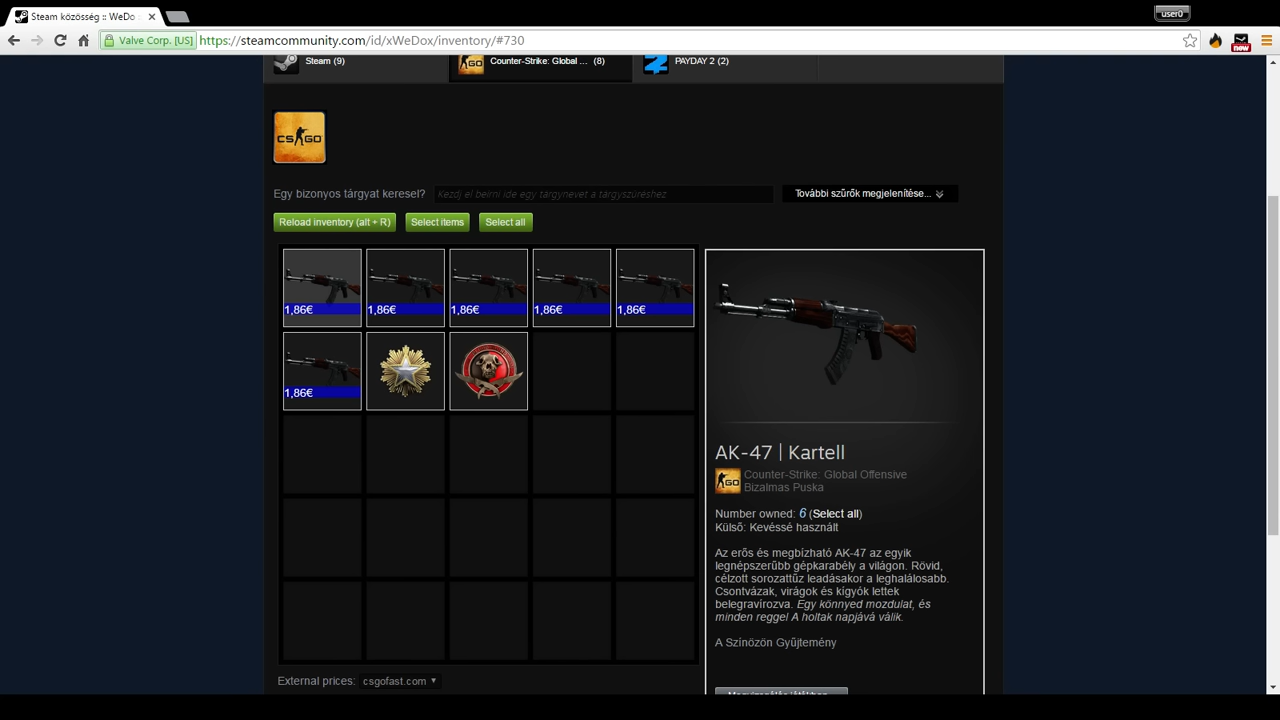 Steam közösség :: WeDo
user0
Valve Corp. [US]
https://steamcommunity.com/id/xWeDox/inventory/#730
new
Steam (9)
Counter-Strike: Global ... (8)
PAYDAY 2 (2)
CS GO
Egy bizonyos tárgyat keresel?
Kezdj el beírni ide egy tárgynevet a tárgyszűréshez
További szűrők megjelenítése...
Reload inventory (alt + R)
Select items
Select all
1,86€
1,86€
1,86€
1,86€
1,86€
1,86€
AK-47 | Kartell
GO
Counter-Strike: Global Offensive
Bizalmas Puska
Number owned: 6 (Select all)
Külső: Kevéssé használt
Az erős és megbízható AK-47 az egyik
legnépszerűbb gépkarabély a világon. Rövid,
célzott sorozattűz leadásakor a leghalálosabb.
Csontvázak, virágok és kígyók lettek
belegravírozva. Egy könnyed mozdulat, és
minden reggel A holtak napjává válik.
A Színözön Gyűjtemény
External prices: csgofast.com